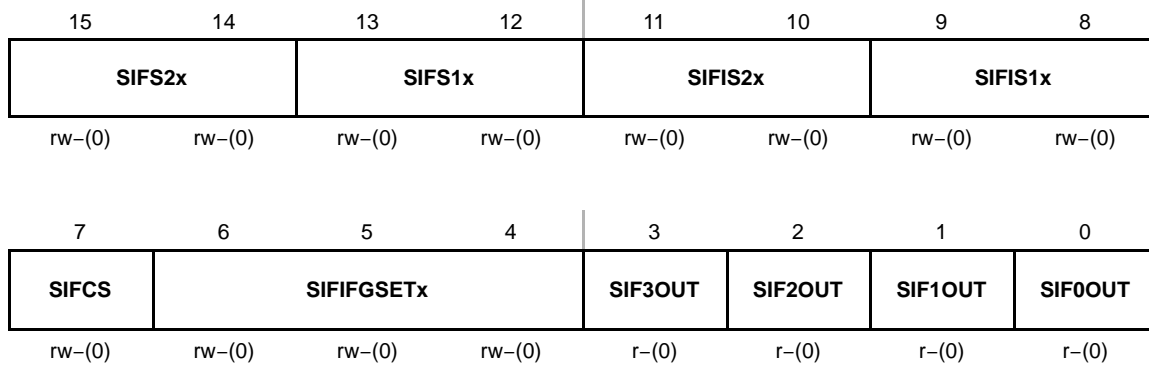 15 14 13 12 11 10 9 8
SIFS2x SIFS1x SIFIS2x SIFIS1x
rw−(0) rw−(0) rw−(0) rw−(0) rw−(0) rw−(0) rw−(0) rw−(0)
7 6 5 4 3 2 1 0
SIFCS SIFIFGSETx SIF3OUT SIF2OUT SIF1OUT SIF0OUT
rw−(0) rw−(0) rw−(0) rw−(0) r−(0) r−(0) r−(0) r−(0)